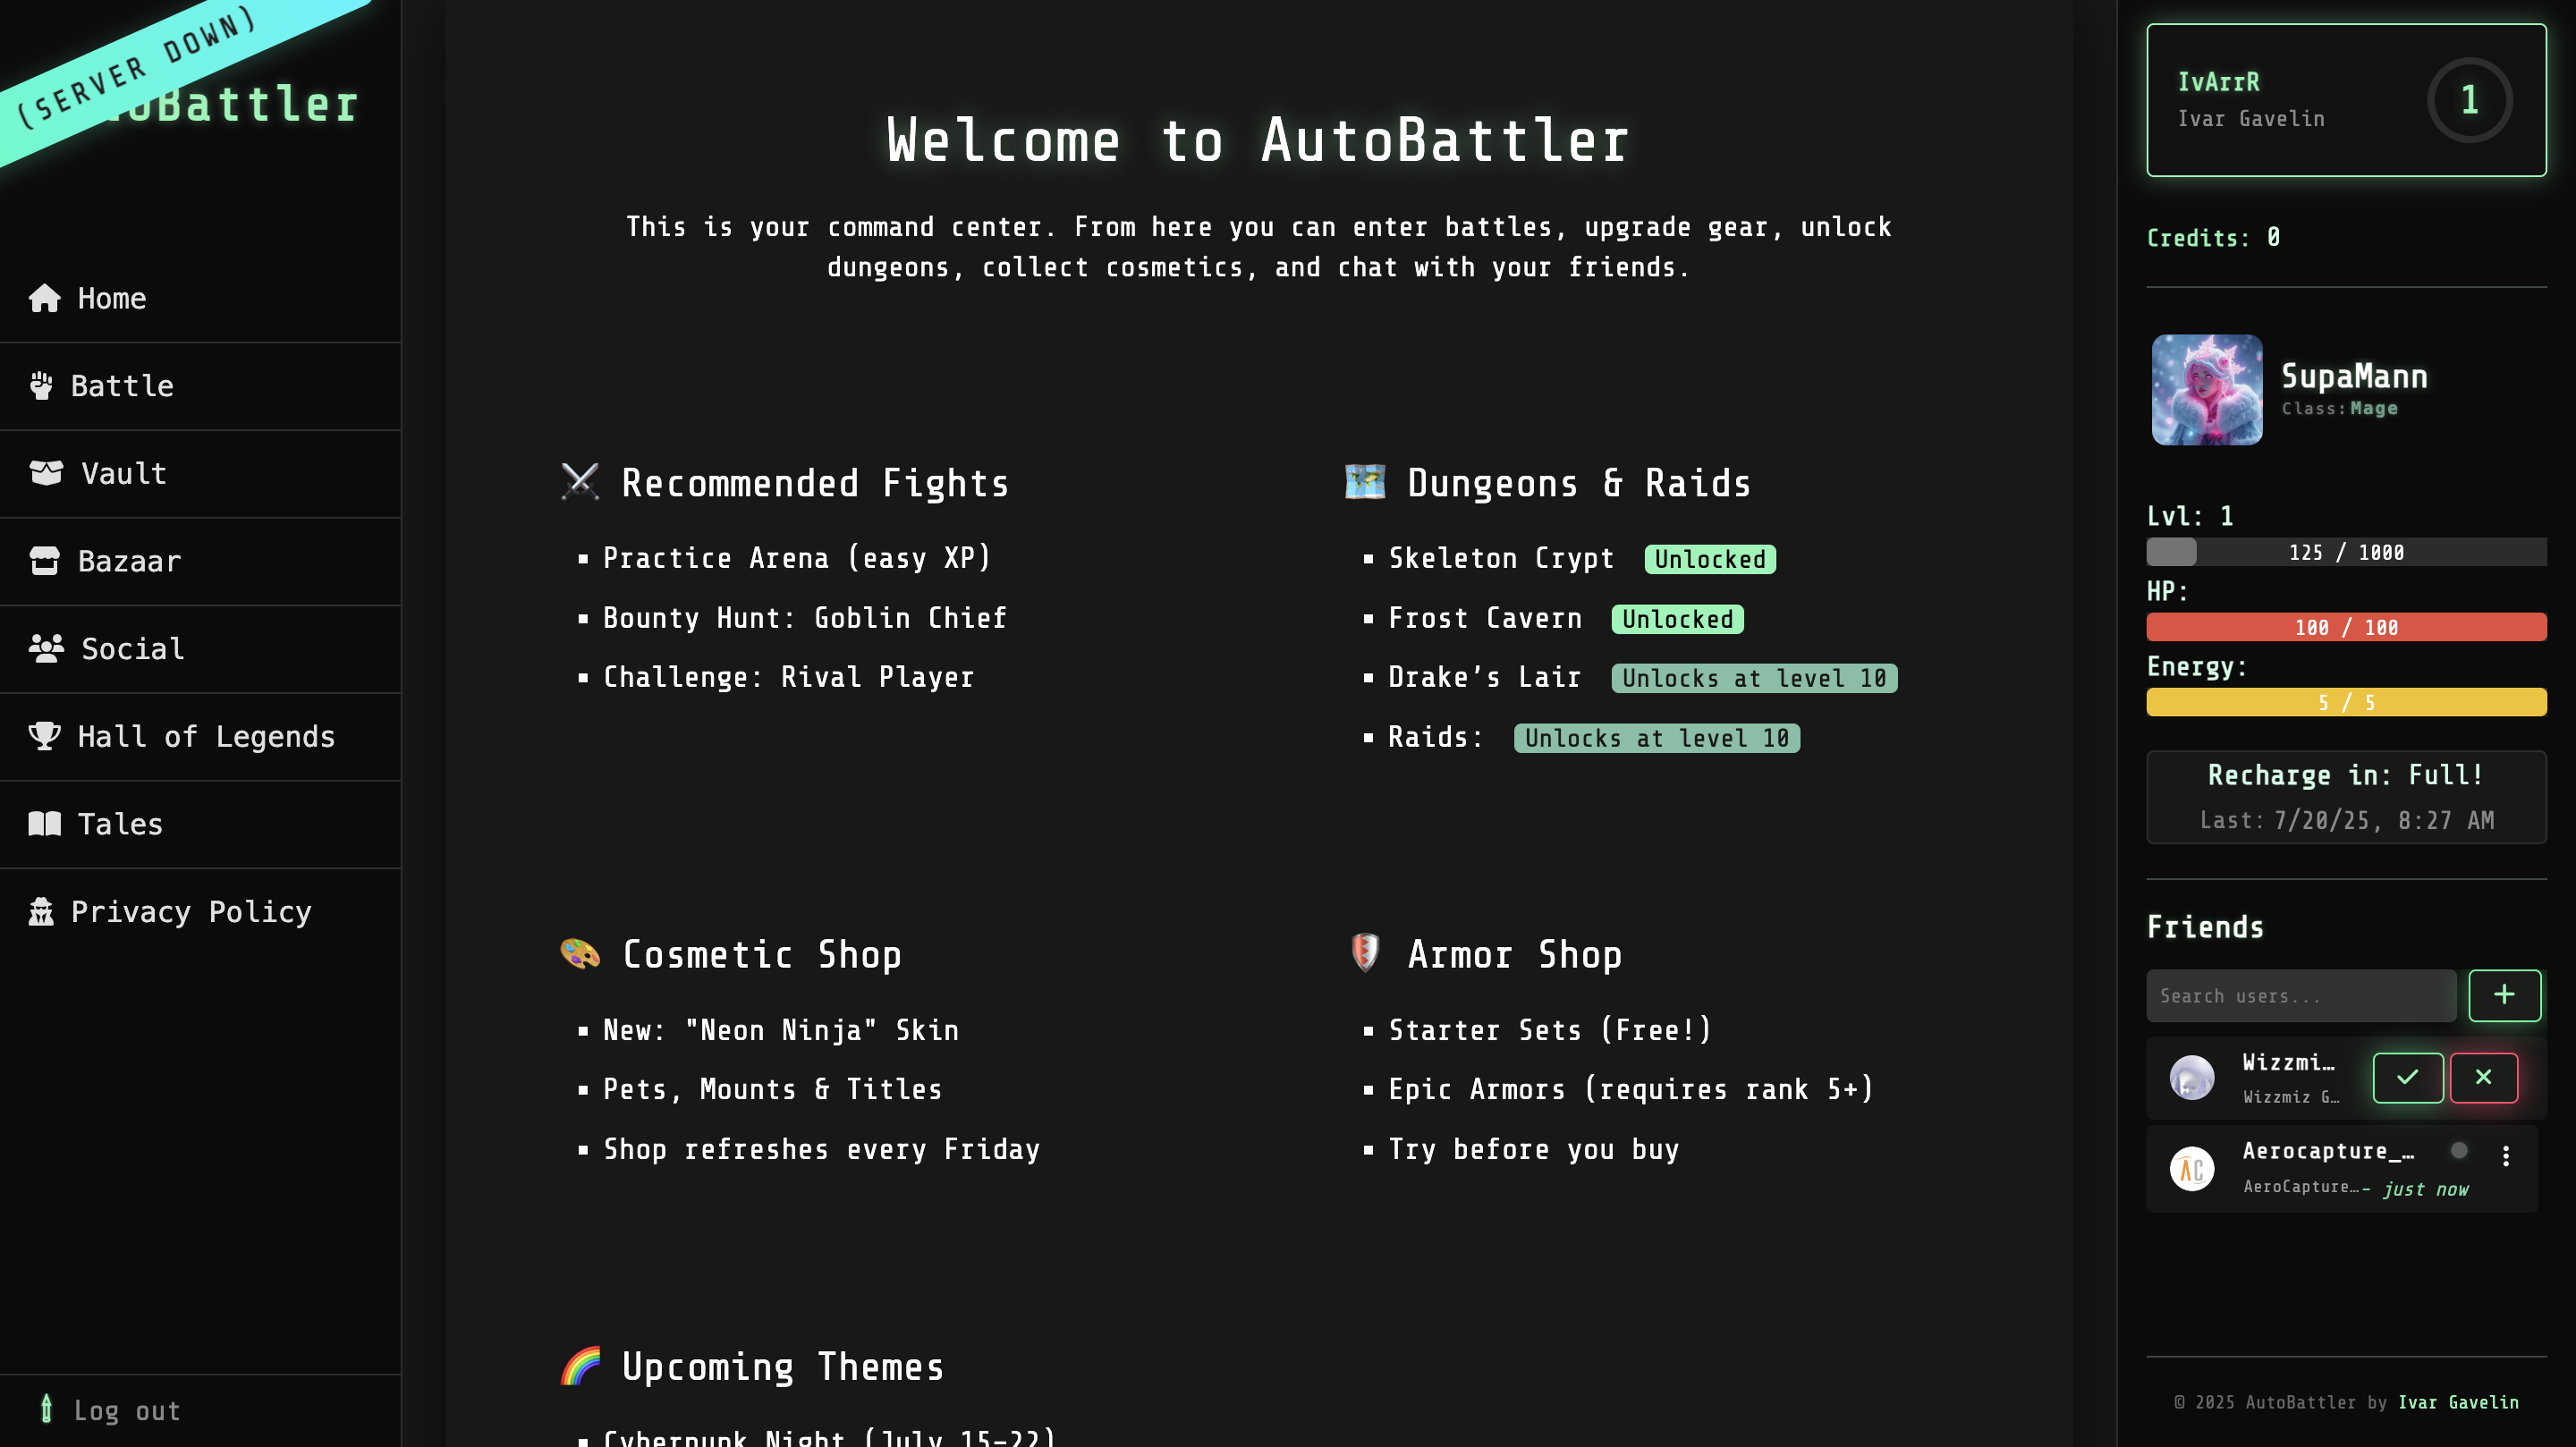 (SERVER DOWN)
oBattler
Home
Battle
Vault
Bazaar
Social
Hall of Legends
Tales
Privacy Policy
Log out
Welcome to AutoBattler
This is your command center. From here you can enter battles, upgrade gear, unlock
dungeons, collect cosmetics, and chat with your friends.
Recommended Fights
▪ Practice Arena (easy XP)
▪ Bounty Hunt: Goblin Chief
▪ Challenge: Rival Player
Dungeons & Raids
▪ Skeleton Crypt Unlocked
▪ Frost Cavern Unlocked
▪ Drake’s Lair Unlocks at level 10
▪ Raids: Unlocks at level 10
Cosmetic Shop
▪ New: "Neon Ninja" Skin
▪ Pets, Mounts & Titles
▪ Shop refreshes every Friday
Armor Shop
▪ Starter Sets (Free!)
▪ Epic Armors (requires rank 5+)
▪ Try before you buy
Upcoming Themes
▪ Cyberpunk Night (July 15–22)
IvArrR
Ivar Gavelin
1
Credits: 0
SupaMann
Class: Mage
Lvl: 1
125 / 1000
HP:
100 / 100
Energy:
5 / 5
Recharge in: Full!
Last: 7/20/25, 8:27 AM
Friends
Search users...
Wizzmi…
Wizzmiz G…
Aerocapture_…
AC
AeroCapture… – just now
© 2025 AutoBattler by Ivar Gavelin